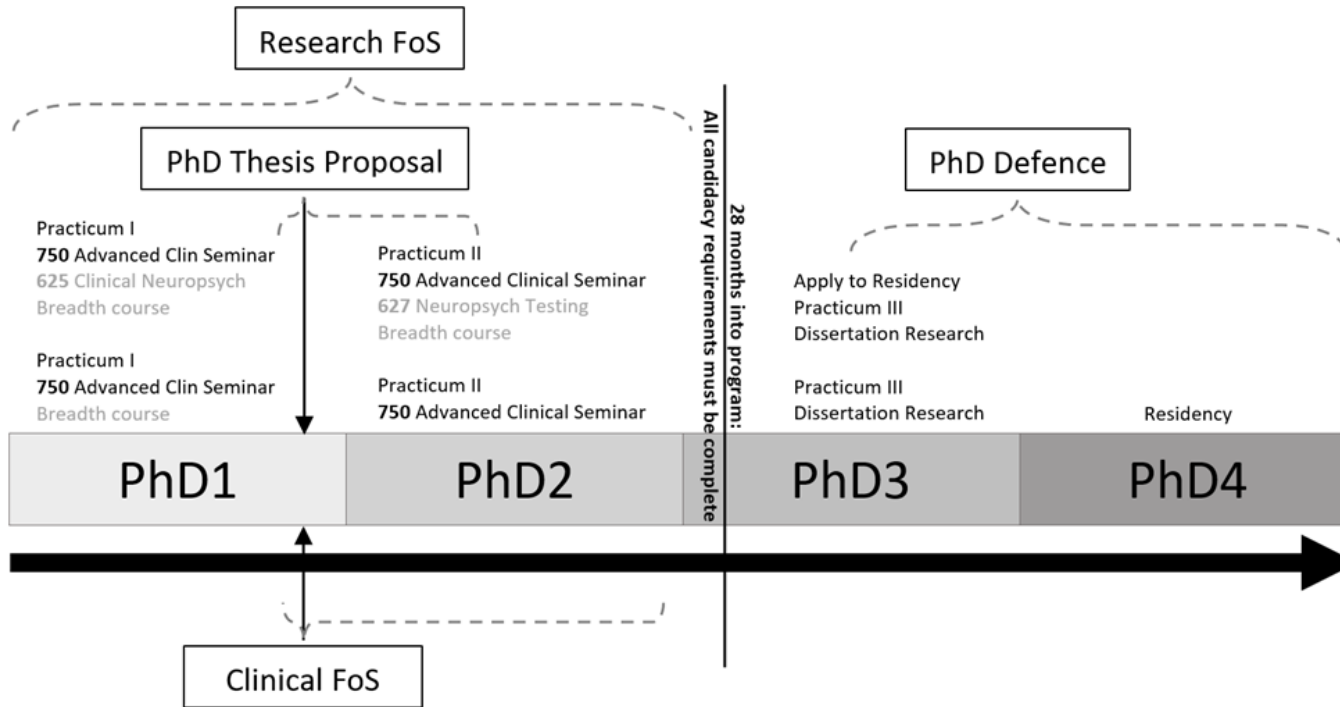 Research FoS
PhD Thesis Proposal
Practicum I
750 Advanced Clin Seminar
625 Clinical Neuropsych
Breadth course
Practicum I
750 Advanced Clin Seminar
Breadth course
Practicum II
750 Advanced Clinical Seminar
627 Neuropsych Testing
Breadth course
Practicum II
750 Advanced Clinical Seminar
28 months into program:
All candidacy requirements must be complete
PhD Defence
Apply to Residency
Practicum III
Dissertation Research
Practicum III
Dissertation Research
Residency
PhD1
PhD2
PhD3
PhD4
Clinical FoS